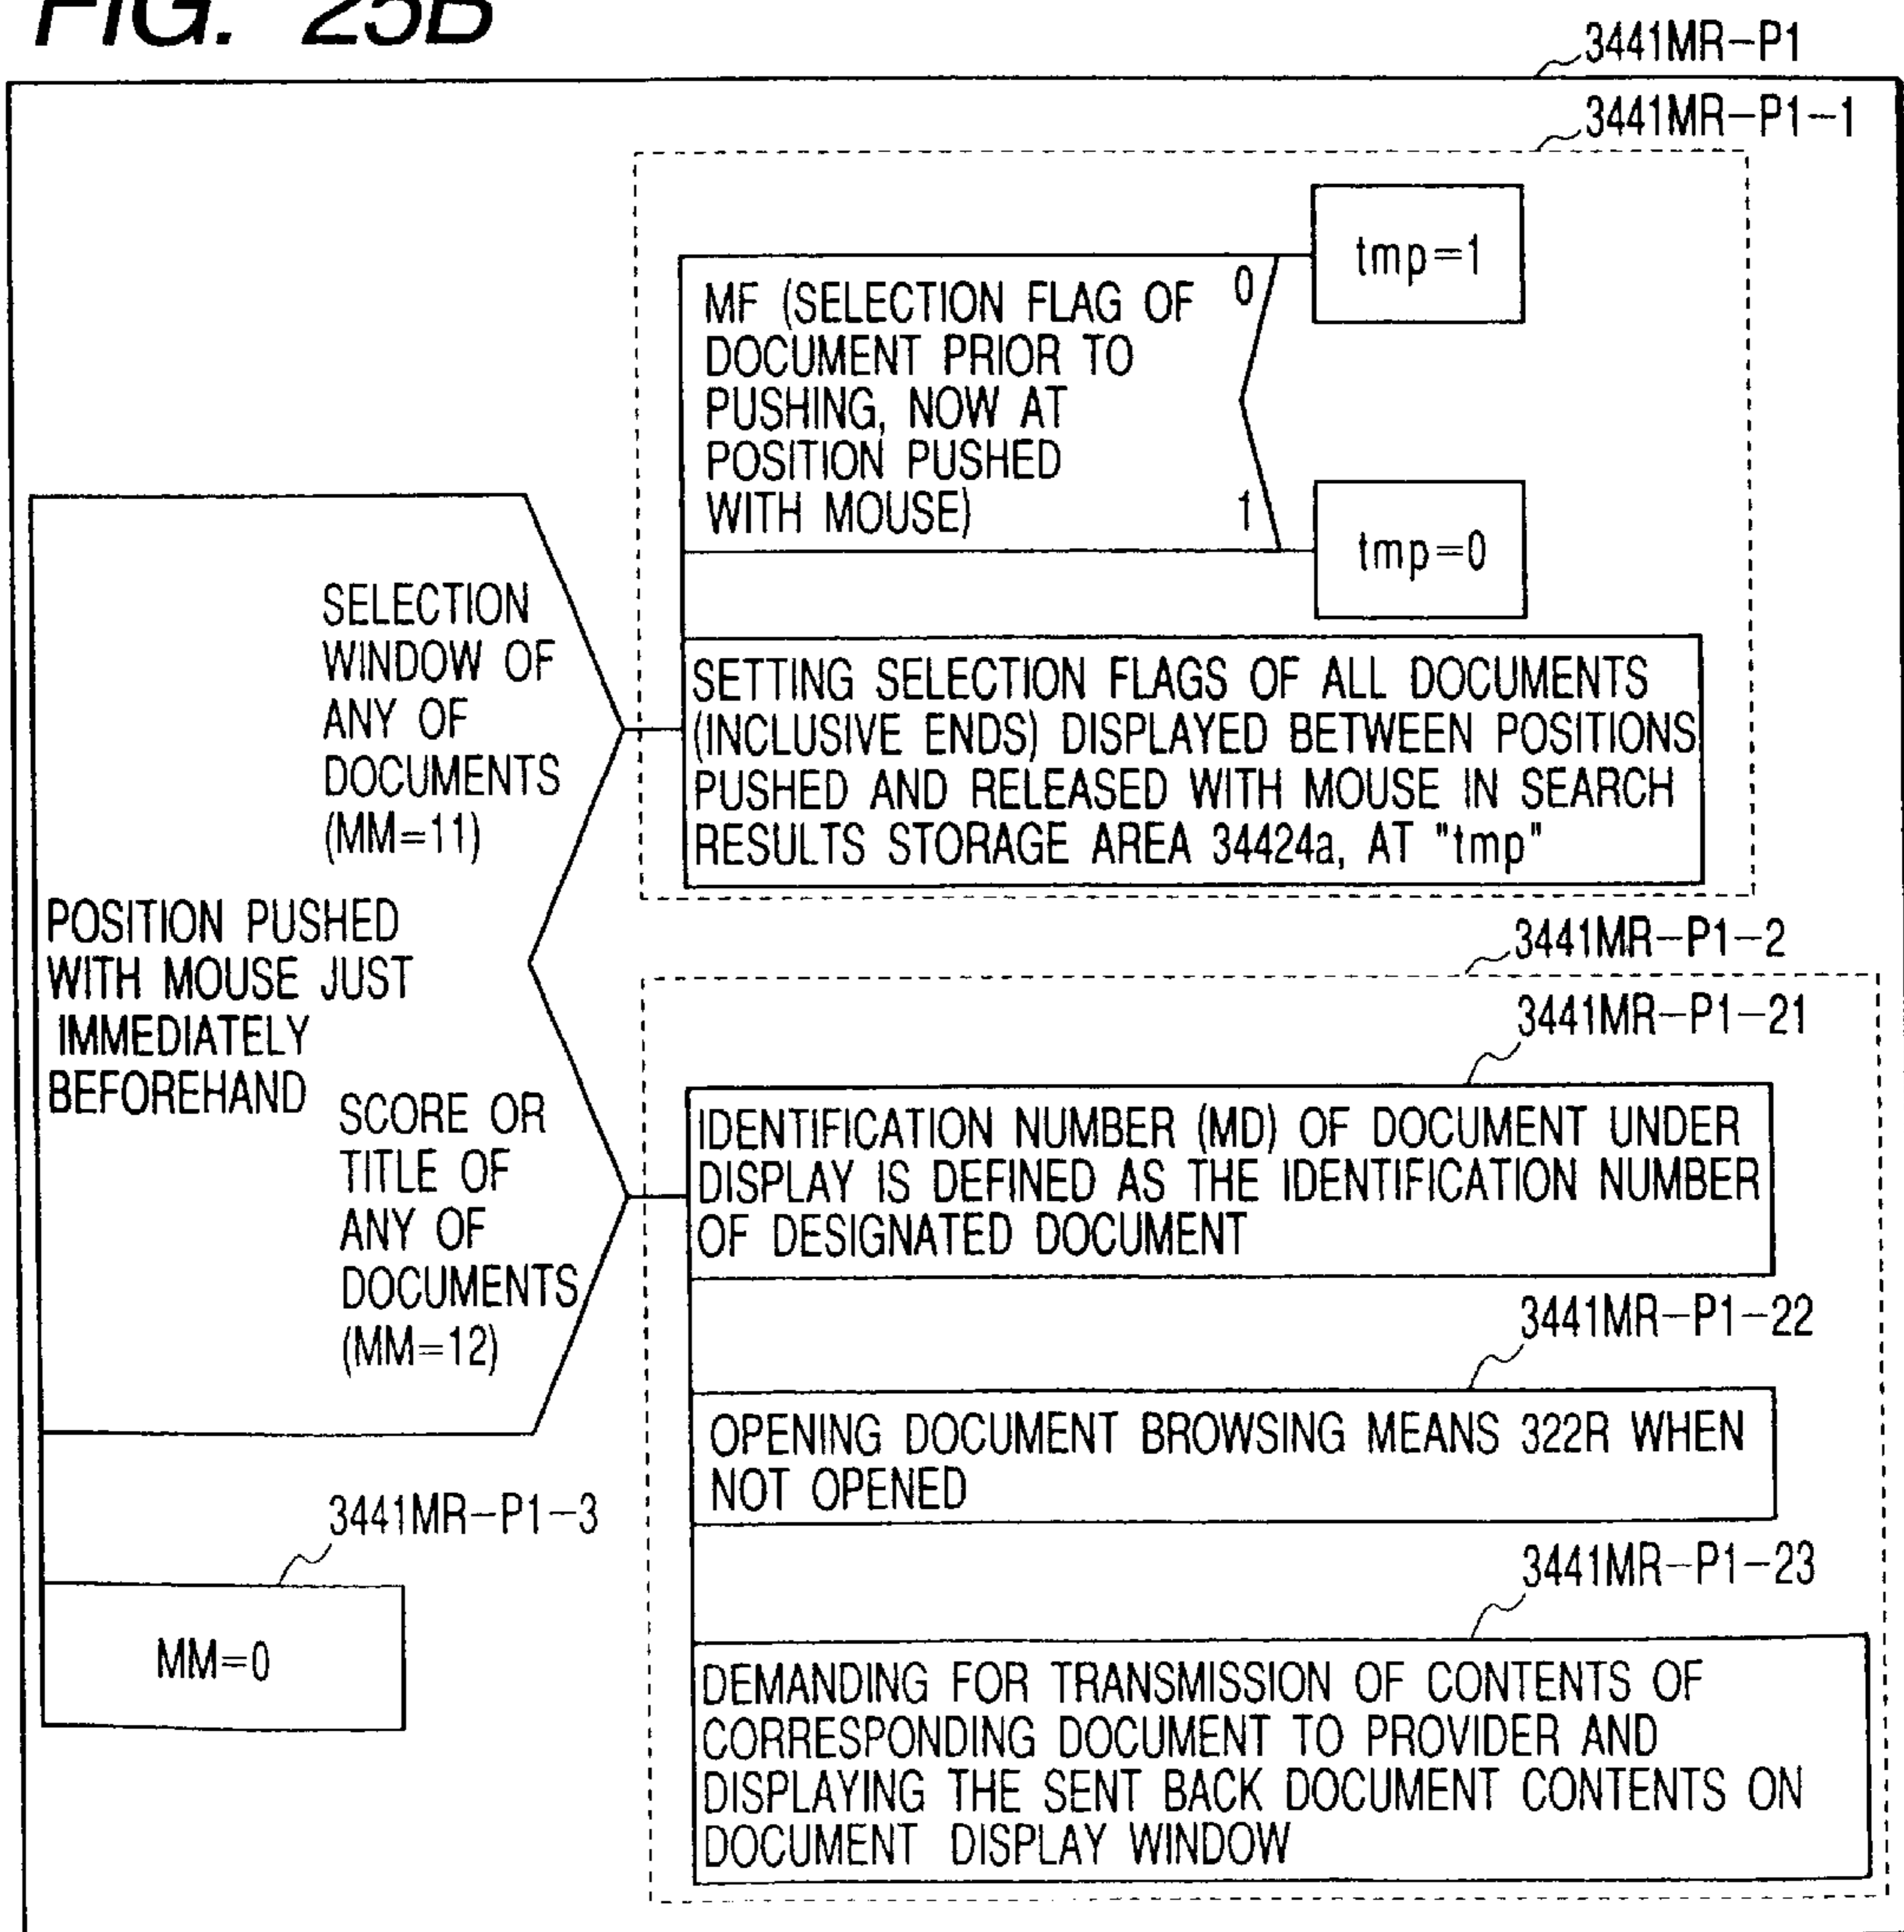 FIG. 25B
3441MR-P1
3441MR-P1-1
tmp=1
MF (SELECTION FLAG OF 0
DOCUMENT PRIOR TO
PUSHING, NOW AT
POSITION PUSHED
WITH MOUSE) 1
tmp=0
SELECTION
WINDOW OF
ANY OF
DOCUMENTS
(MM=11)
SETTING SELECTION FLAGS OF ALL DOCUMENTS
(INCLUSIVE ENDS) DISPLAYED BETWEEN POSITIONS
PUSHED AND RELEASED WITH MOUSE IN SEARCH
RESULTS STORAGE AREA 34424a, AT "tmp"
POSITION PUSHED
WITH MOUSE JUST
IMMEDIATELY
BEFOREHAND
SCORE OR
TITLE OF
ANY OF
DOCUMENTS
(MM=12)
3441MR-P1-2
3441MR-P1-21
IDENTIFICATION NUMBER (MD) OF DOCUMENT UNDER
DISPLAY IS DEFINED AS THE IDENTIFICATION NUMBER
OF DESIGNATED DOCUMENT
3441MR-P1-22
OPENING DOCUMENT BROWSING MEANS 322R WHEN
NOT OPENED
3441MR-P1-23
DEMANDING FOR TRANSMISSION OF CONTENTS OF
CORRESPONDING DOCUMENT TO PROVIDER AND
DISPLAYING THE SENT BACK DOCUMENT CONTENTS ON
DOCUMENT DISPLAY WINDOW
3441MR-P1-3
MM=0